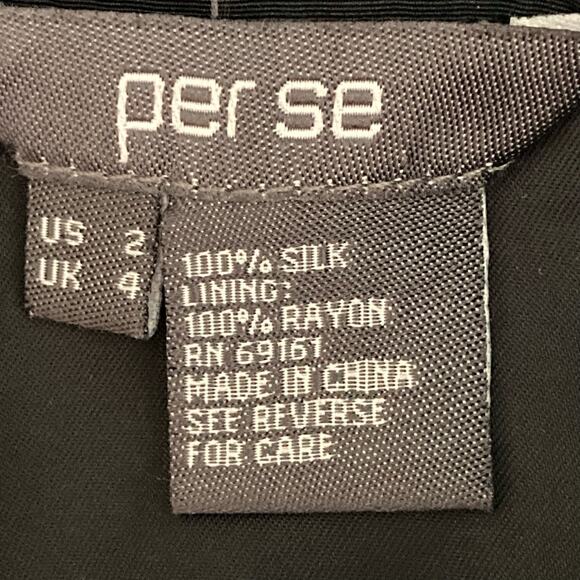 per se
US 2
UK 4
100% SILK
LINING:
100% RAYON
RN 69161
MADE IN CHINA
SEE REVERSE
FOR CARE